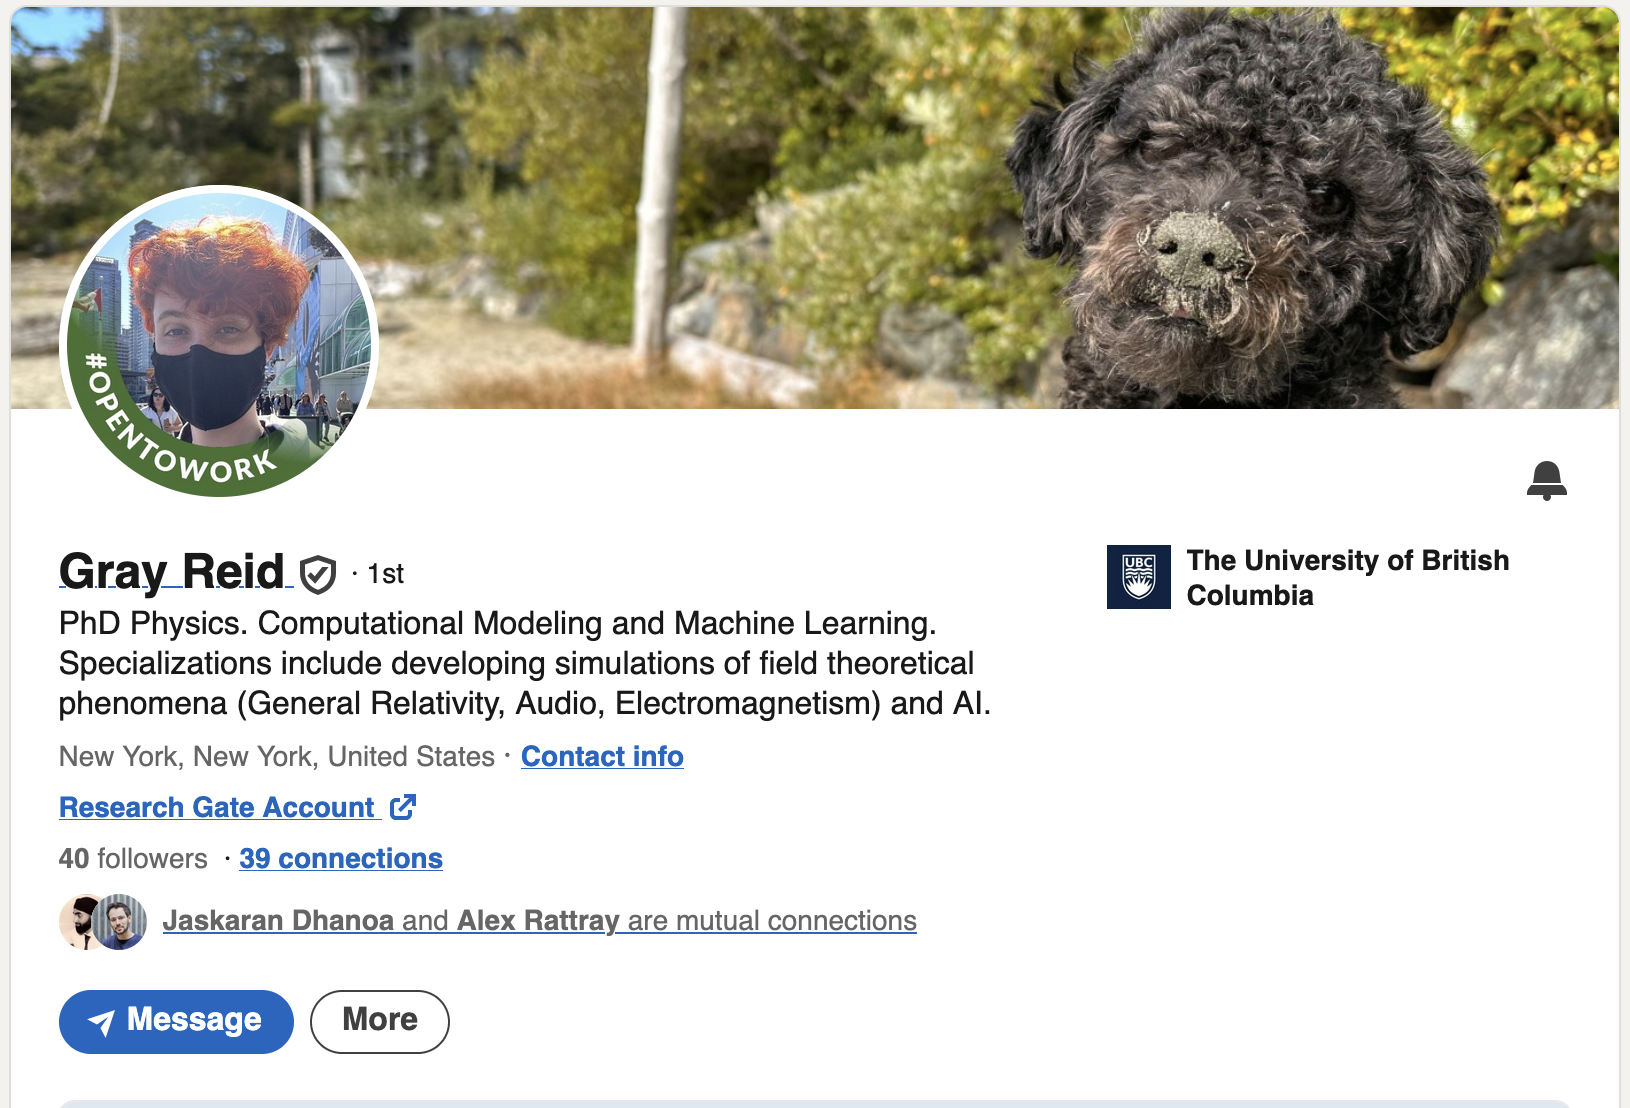 #OPENTOWORK
Gray Reid · 1st
PhD Physics. Computational Modeling and Machine Learning.
Specializations include developing simulations of field theoretical
phenomena (General Relativity, Audio, Electromagnetism) and AI.
New York, New York, United States · Contact info
Research Gate Account
40 followers · 39 connections
Jaskaran Dhanoa and Alex Rattray are mutual connections
Message
More
UBC
The University of British
Columbia